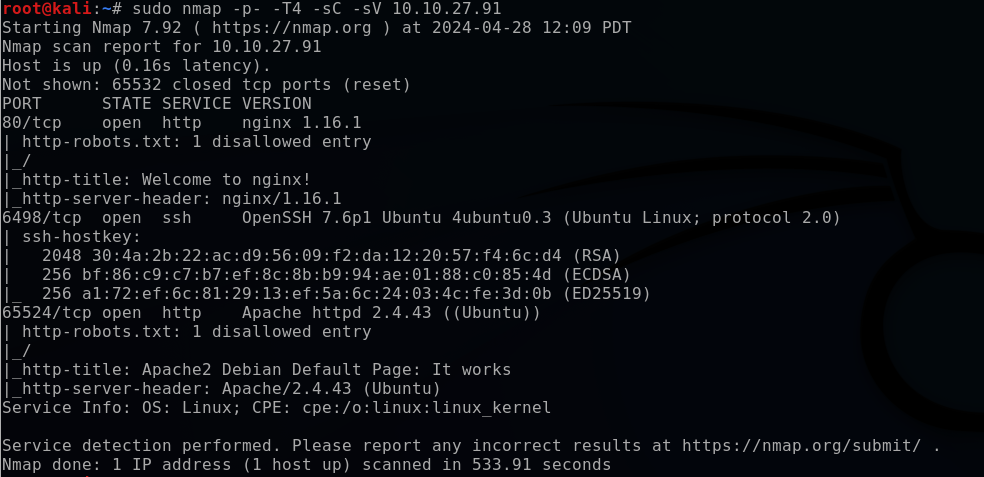 root@kali:~# sudo nmap -p- -T4 -sC -sV 10.10.27.91
Starting Nmap 7.92 ( https://nmap.org ) at 2024-04-28 12:09 PDT
Nmap scan report for 10.10.27.91
Host is up (0.16s latency).
Not shown: 65532 closed tcp ports (reset)
PORT      STATE SERVICE VERSION
80/tcp    open  http    nginx 1.16.1
| http-robots.txt: 1 disallowed entry
|_/
|_http-title: Welcome to nginx!
|_http-server-header: nginx/1.16.1
6498/tcp  open  ssh     OpenSSH 7.6p1 Ubuntu 4ubuntu0.3 (Ubuntu Linux; protocol 2.0)
| ssh-hostkey:
|   2048 30:4a:2b:22:ac:d9:56:09:f2:da:12:20:57:f4:6c:d4 (RSA)
|   256 bf:86:c9:c7:b7:ef:8c:8b:b9:94:ae:01:88:c0:85:4d (ECDSA)
|_  256 a1:72:ef:6c:81:29:13:ef:5a:6c:24:03:4c:fe:3d:0b (ED25519)
65524/tcp open  http    Apache httpd 2.4.43 ((Ubuntu))
| http-robots.txt: 1 disallowed entry
|_/
|_http-title: Apache2 Debian Default Page: It works
|_http-server-header: Apache/2.4.43 (Ubuntu)
Service Info: OS: Linux; CPE: cpe:/o:linux:linux_kernel

Service detection performed. Please report any incorrect results at https://nmap.org/submit/ .
Nmap done: 1 IP address (1 host up) scanned in 533.91 seconds